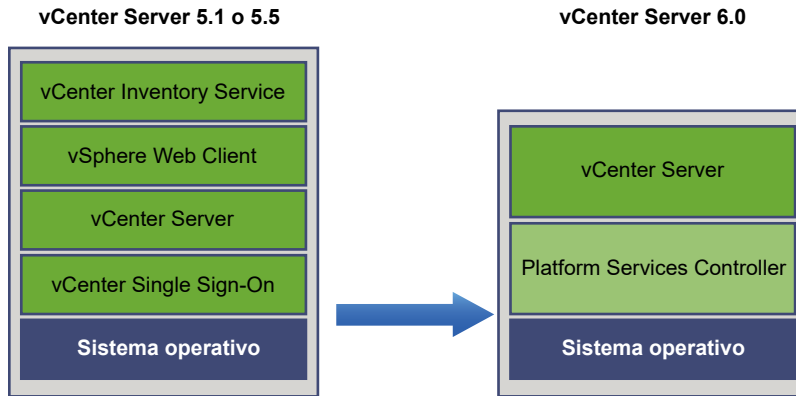 vCenter Server 5.1 o 5.5
vCenter Inventory Service
vSphere Web Client
vCenter Server
vCenter Single Sign-On
Sistema operativo
vCenter Server 6.0
vCenter Server
Platform Services Controller
Sistema operativo